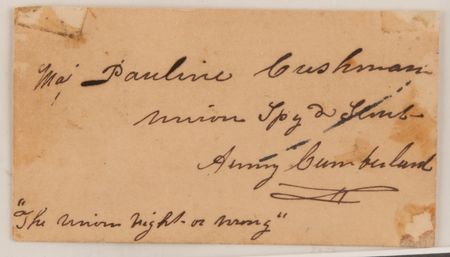 Maj Pauline Cushman
Union Spy & Scout
Army Cumberland
"The Union right or wrong"